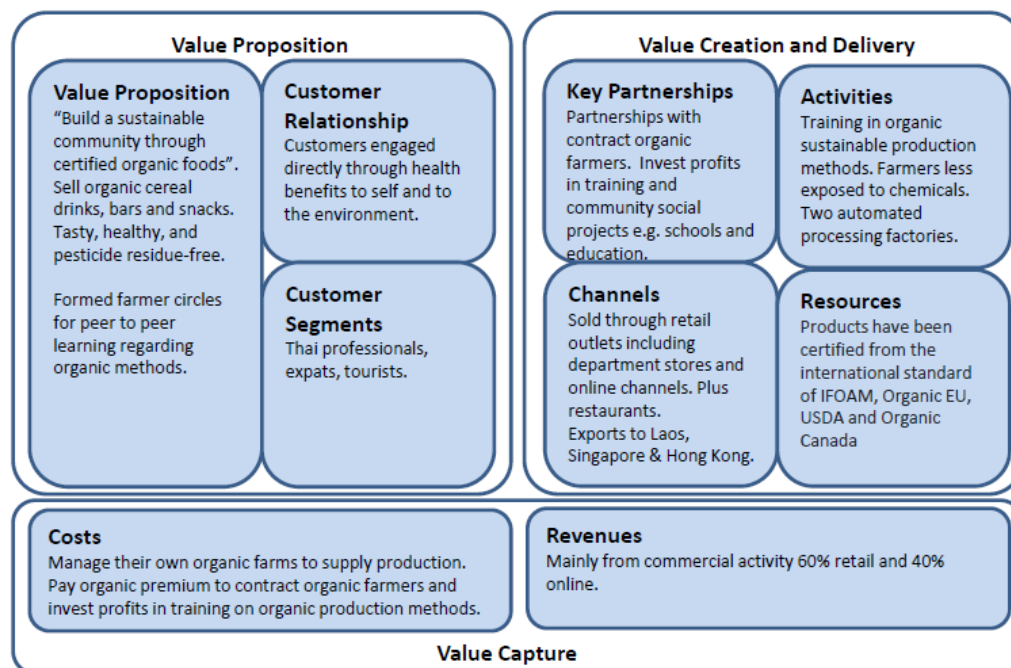 Value Proposition
Value Proposition
“Build a sustainable
community through
certified organic foods”.
Sell organic cereal
drinks, bars and snacks.
Tasty, healthy, and
pesticide residue-free.
Formed farmer circles
for peer to peer
learning regarding
organic methods.
Customer
Relationship
Customers engaged
directly through health
benefits to self and to
the environment.
Customer
Segments
Thai professionals,
expats, tourists.
Value Creation and Delivery
Key Partnerships
Partnerships with
contract organic
farmers. Invest profits
in training and
community social
projects e.g. schools and
education.
Activities
Training in organic
sustainable production
methods. Farmers less
exposed to chemicals.
Two automated
processing factories.
Channels
Sold through retail
outlets including
department stores and
online channels. Plus
restaurants.
Exports to Laos,
Singapore & Hong Kong.
Resources
Products have been
certified from the
international standard
of IFOAM, Organic EU,
USDA and Organic
Canada
Costs
Manage their own organic farms to supply production.
Pay organic premium to contract organic farmers and
invest profits in training on organic production methods.
Revenues
Mainly from commercial activity 60% retail and 40%
online.
Value Capture